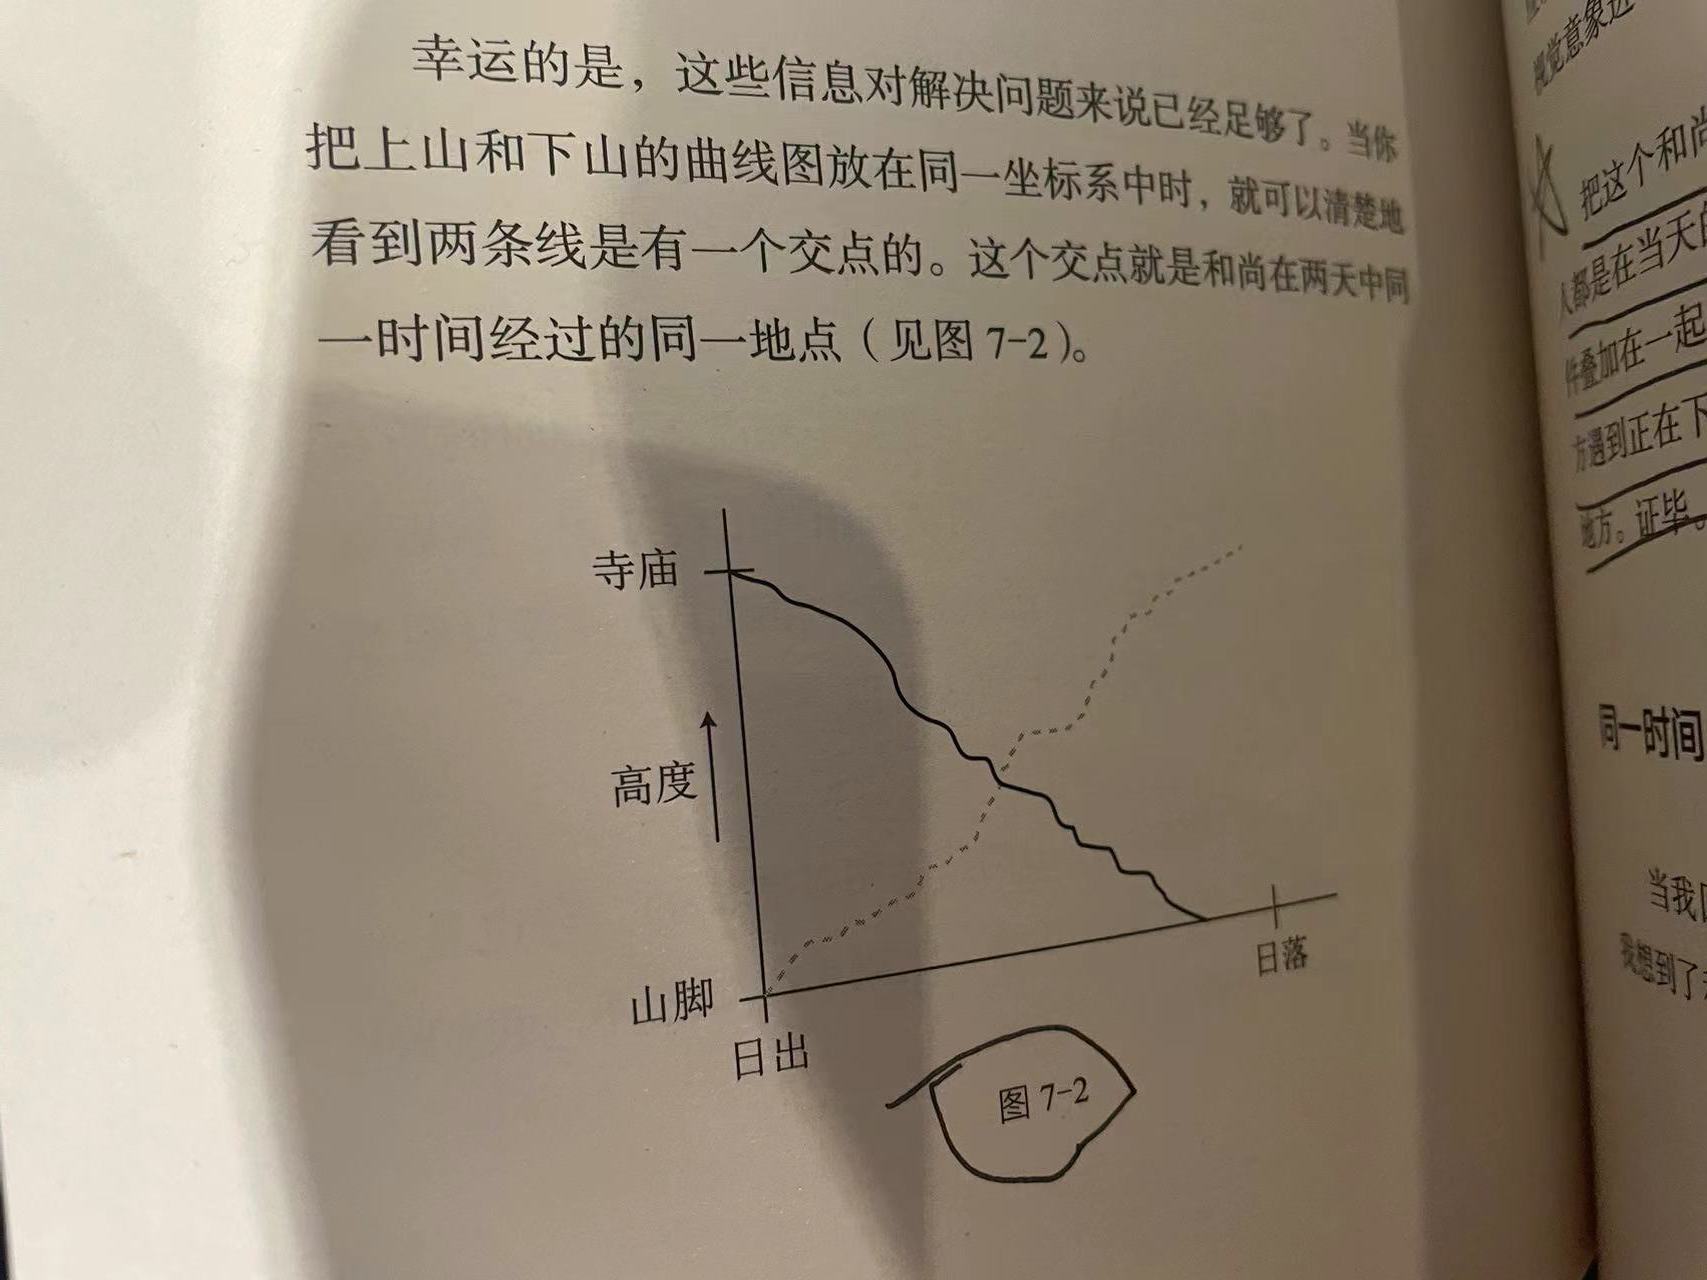 幸运的是，这些信息对解决问题来说已经足够了。当你
把上山和下山的曲线图放在同一坐标系中时，就可以清楚地
看到两条线是有一个交点的。这个交点就是和尚在两天中同
一时间经过的同一地点（见图 7-2）。
寺庙
高度
山脚
日出
日落
图 7-2
视觉意象进
把这个和尚
人都是在当天的
件叠加在一起
方遇到正在下
地方。证毕。
同一时间
当我们
我想到了